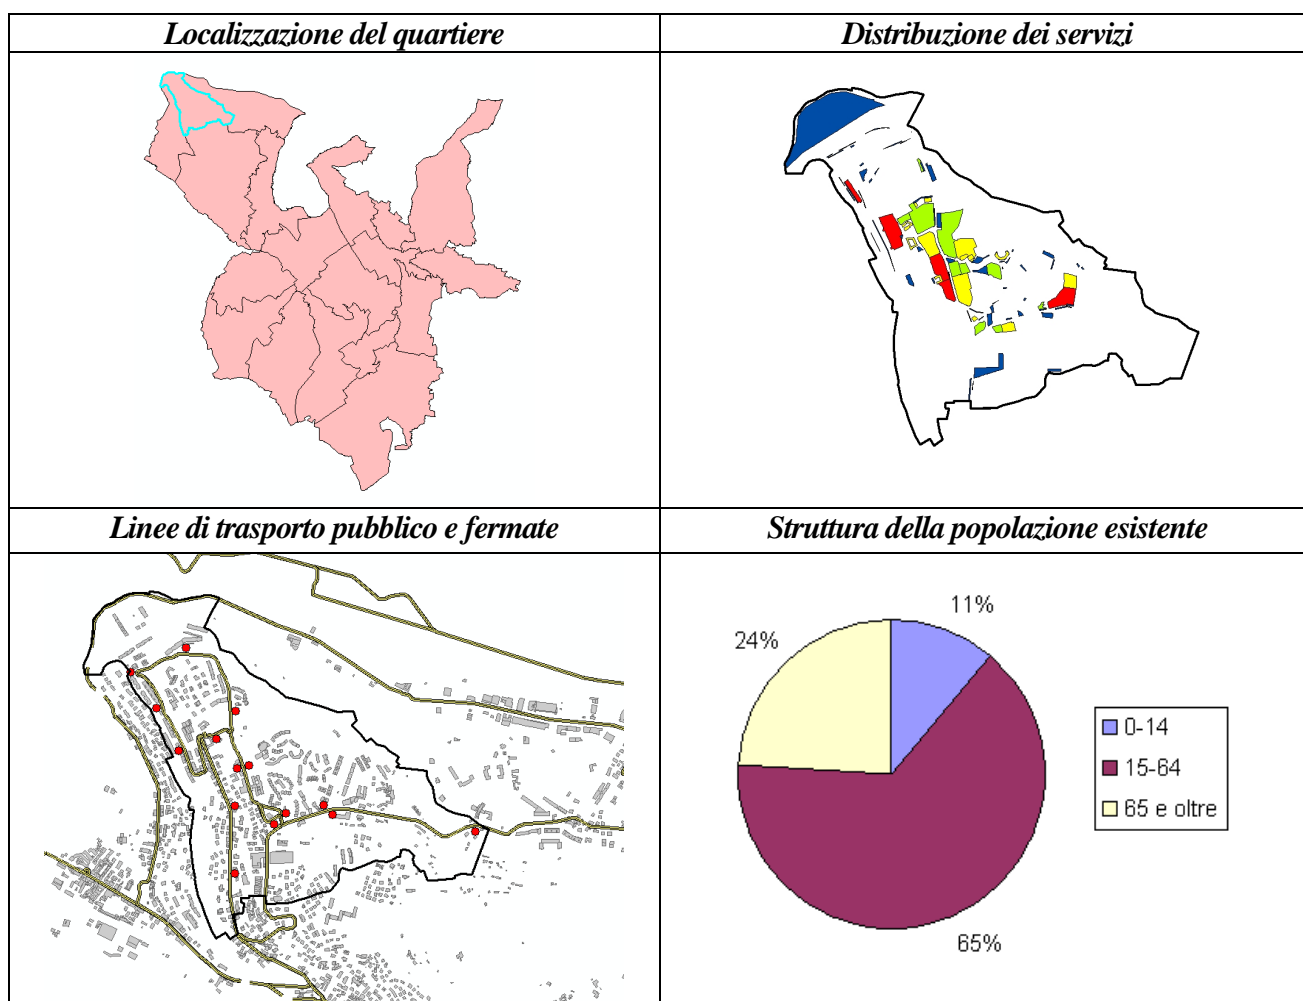 Localizzazione del quartiere
Distribuzione dei servizi
Linee di trasporto pubblico e fermate
Struttura della popolazione esistente
11%
24%
65%
0-14
15-64
65 e oltre